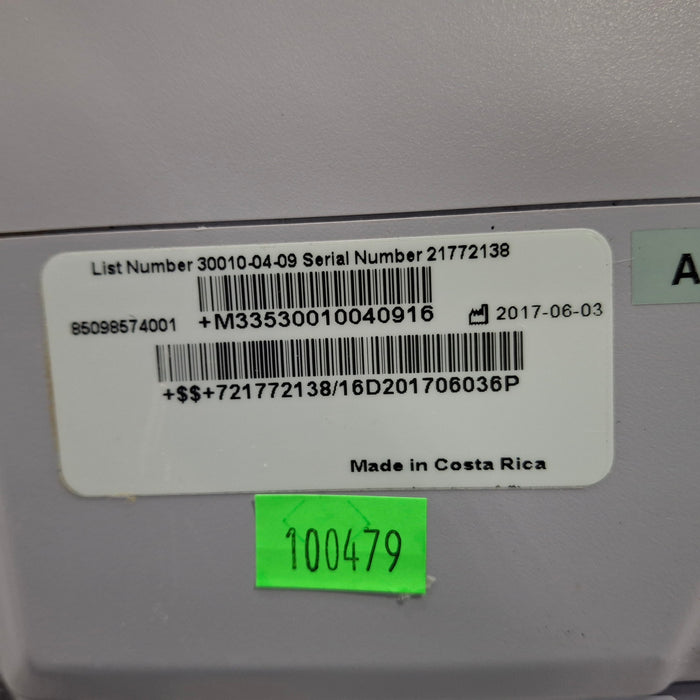 List Number 30010-04-09 Serial Number 21772138
85098574001
+M33530010040916
2017-06-03
+$$+721772138/16D201706036P
Made in Costa Rica
A
100479